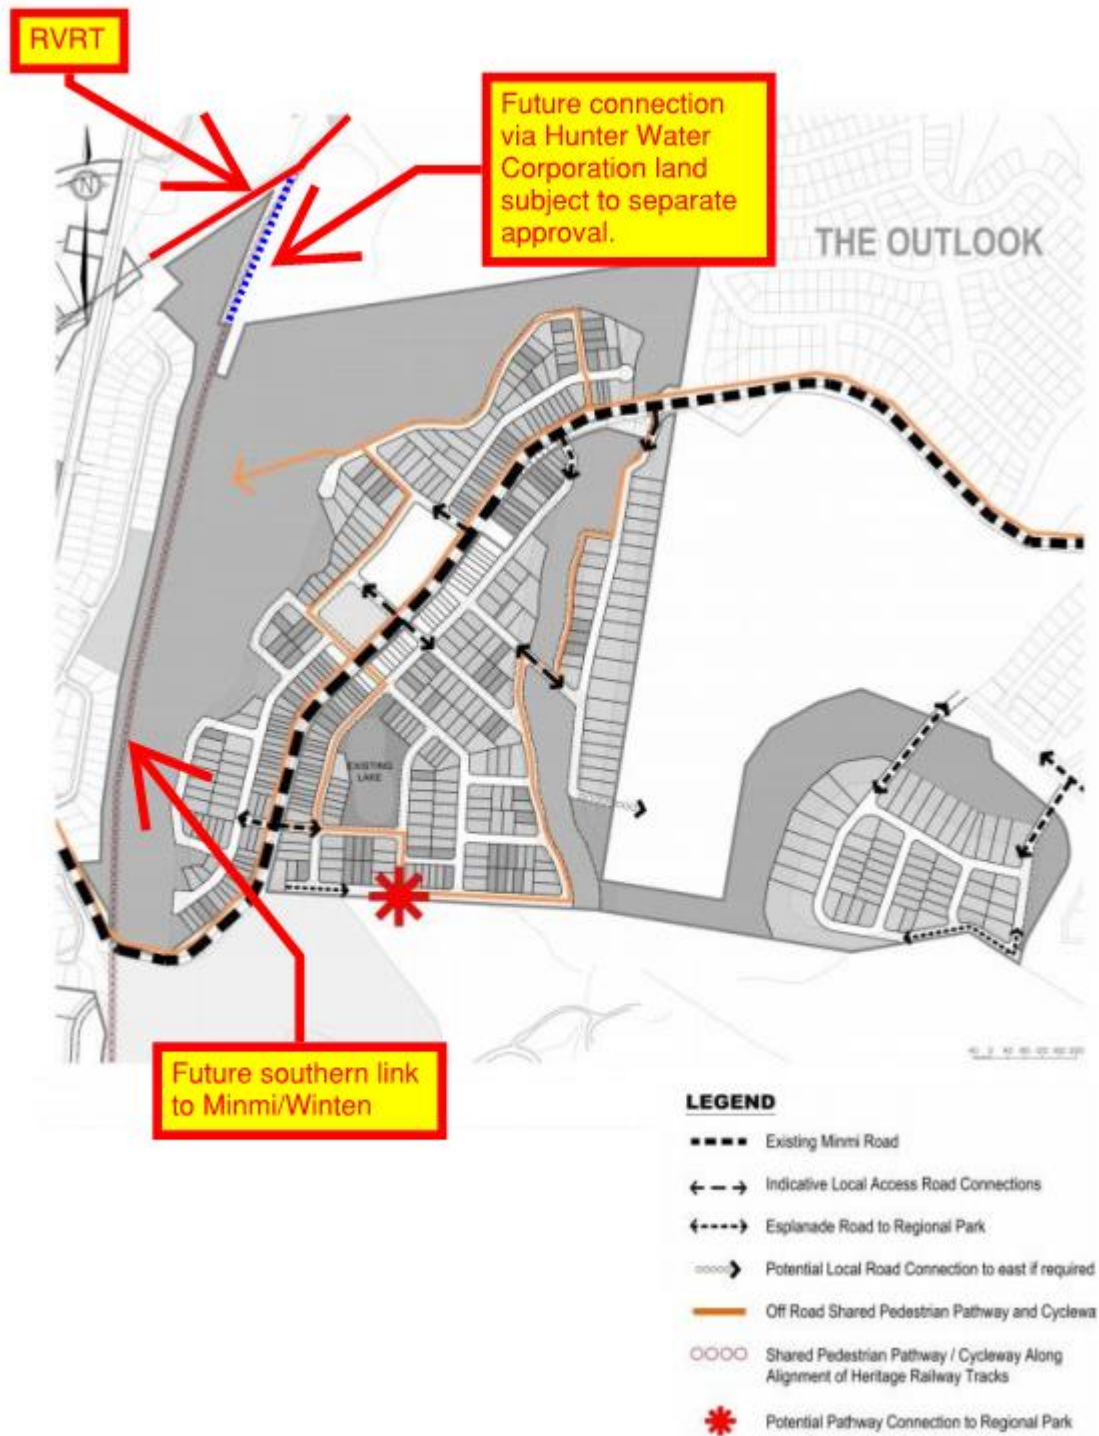 RVRT
Future connection
via Hunter Water
Corporation land
subject to separate
approval.
N
THE OUTLOOK
EXISTING
LAKE
Future southern link
to Minmi/Winten
LEGEND
Existing Minmi Road
Indicative Local Access Road Connections
Esplanade Road to Regional Park
Potential Local Road Connection to east if required
Off Road Shared Pedestrian Pathway and Cyclewa
Shared Pedestrian Pathway / Cycleway Along
Alignment of Heritage Railway Tracks
Potential Pathway Connection to Regional Park